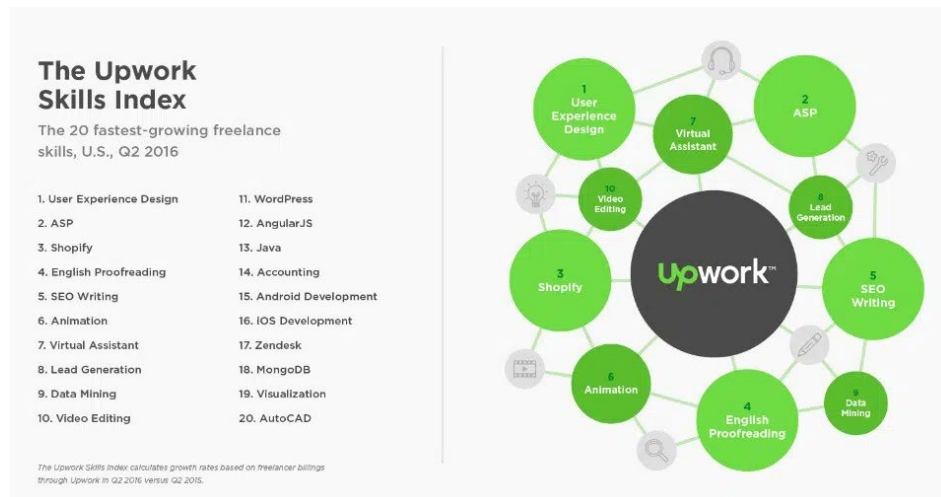 The Upwork
Skills Index
The 20 fastest-growing freelance
skills, U.S., Q2 2016
1. User Experience Design
2. ASP
3. Shopify
4. English Proofreading
5. SEO Writing
6. Animation
7. Virtual Assistant
8. Lead Generation
9. Data Mining
10. Video Editing
11. WordPress
12. AngularJS
13. Java
14. Accounting
15. Android Development
16. iOS Development
17. Zendesk
18. MongoDB
19. Visualization
20. AutoCAD
The Upwork Skills Index calculates growth rates based on freelancer billings
through Upwork in Q2 2016 versus Q2 2015.
1
User
Experience
Design
2
ASP
7
Virtual
Assistant
10
Video
Editing
8
Lead
Generation
upwork™
3
Shopify
5
SEO
Writing
6
Animation
4
English
Proofreading
9
Data
Mining